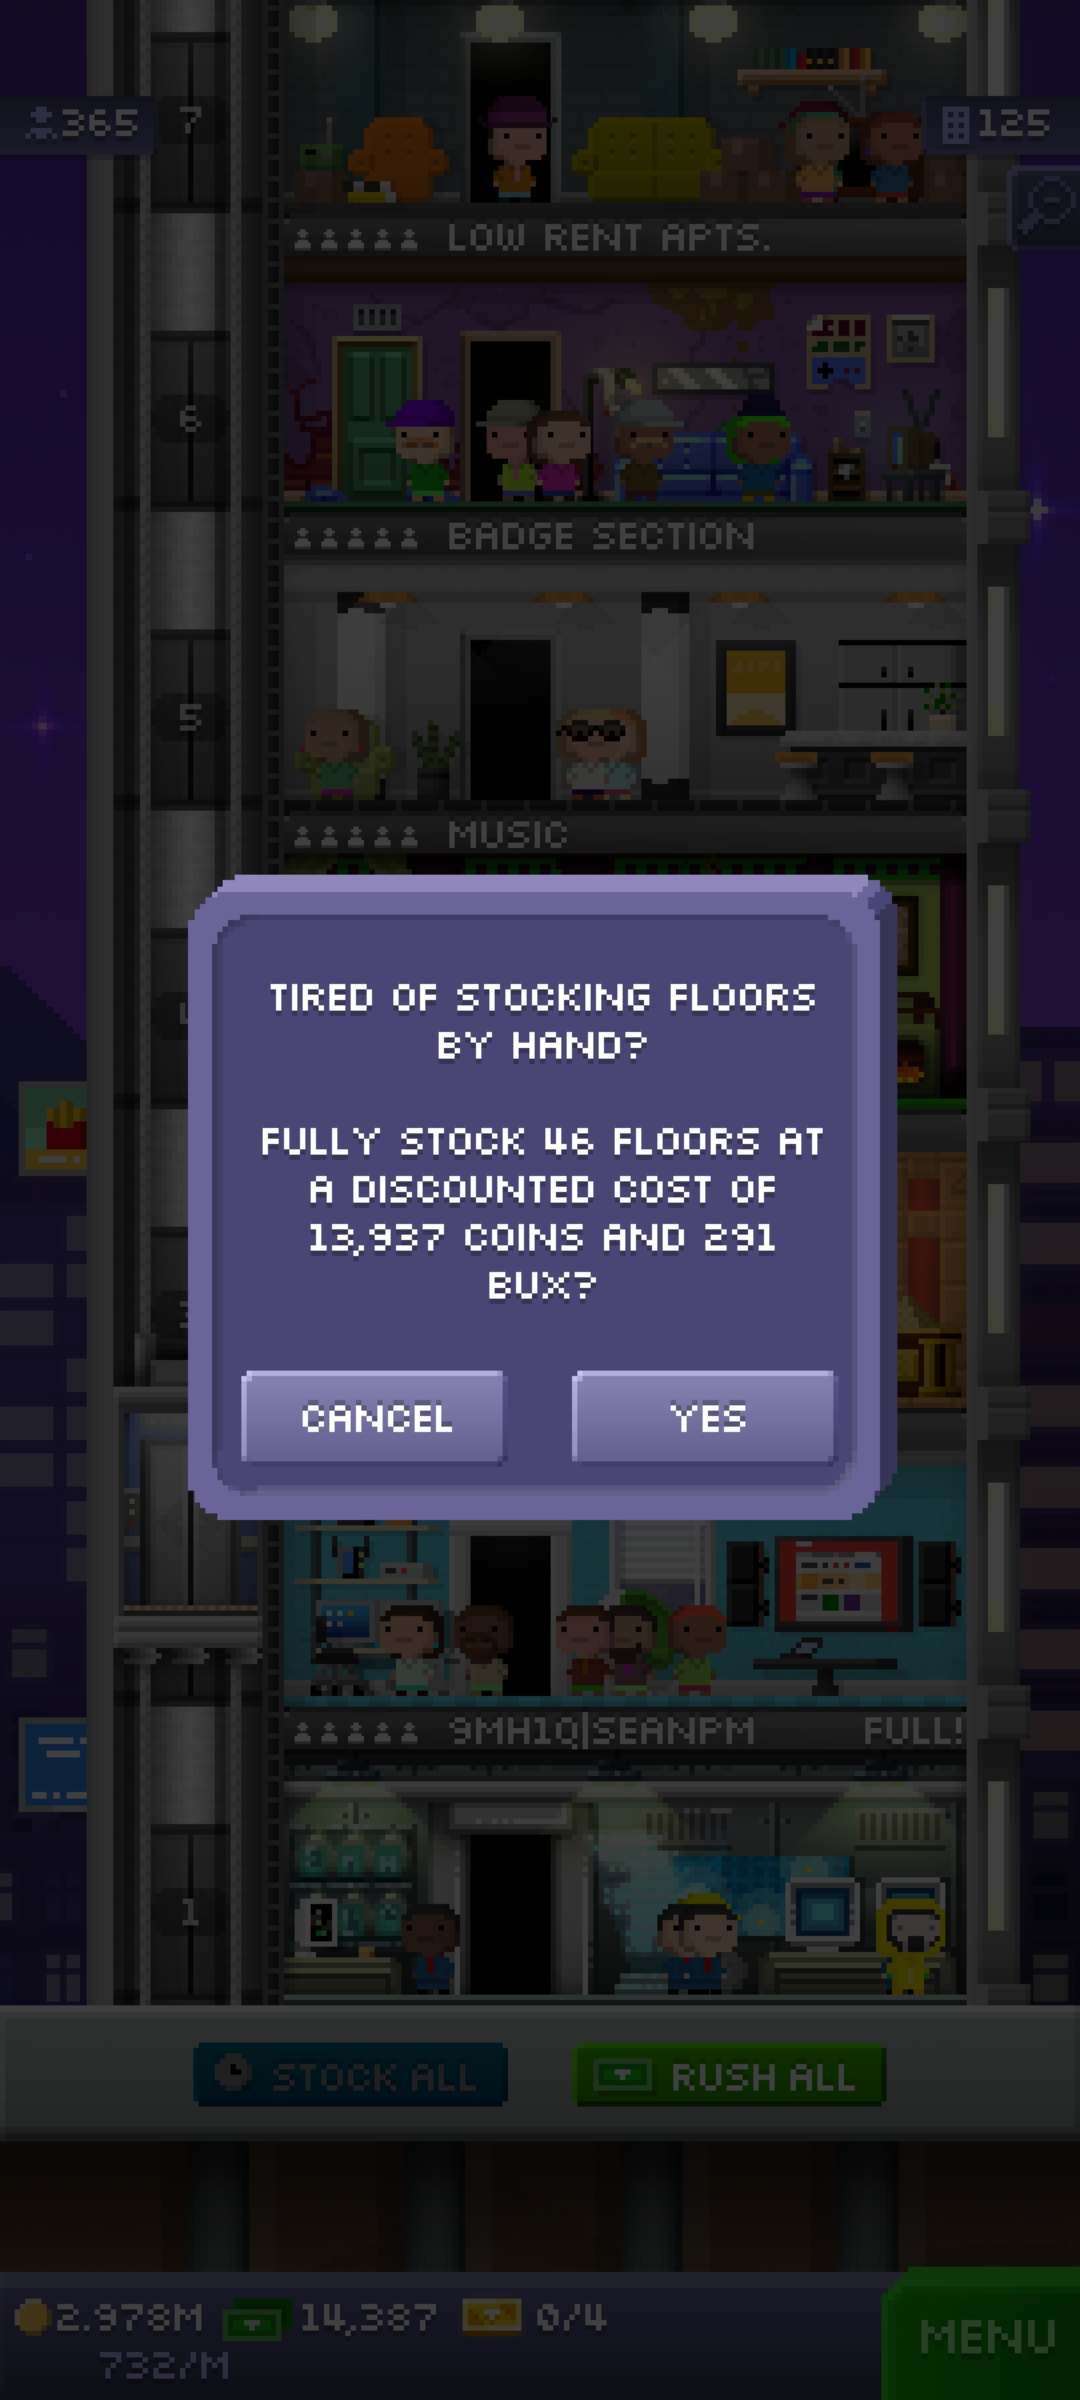 365
7
125
LOW RENT APTS.
6
BADGE SECTION
5
MUSIC
TIRED OF STOCKING FLOORS
BY HAND?
FULLY STOCK 46 FLOORS AT
A DISCOUNTED COST OF
13,937 COINS AND 291
BUX?
CANCEL
YES
9MH1Q|SEANPM
FULL!
1
STOCK ALL
RUSH ALL
2.978M
14,387
0/4
732/M
MENU